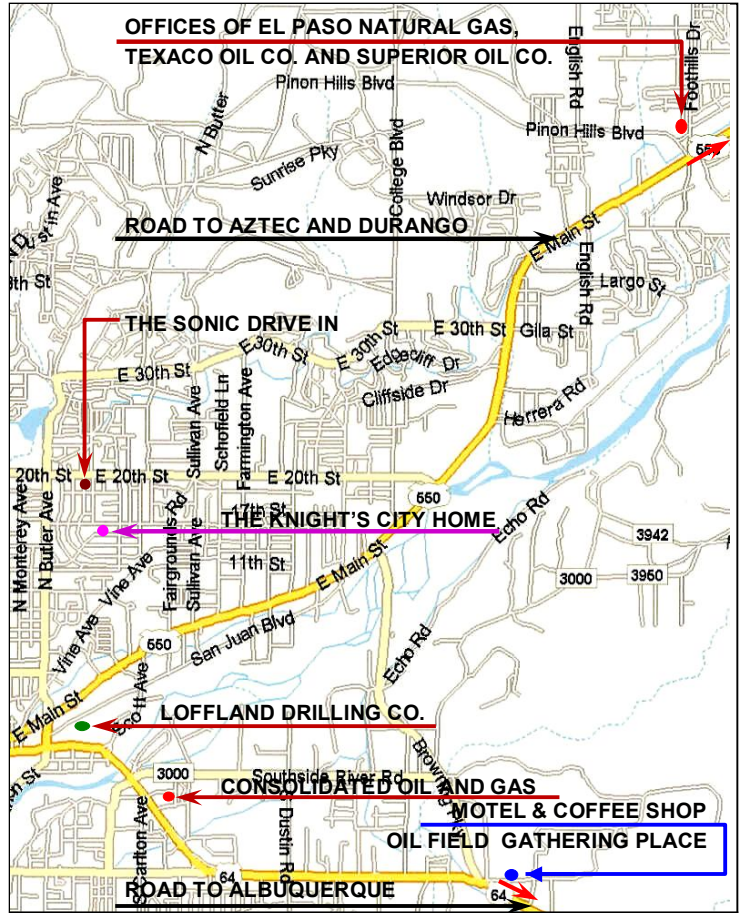 OFFICES OF EL PASO NATURAL GAS,
TEXACO OIL CO. AND SUPERIOR OIL CO.
Pinon Hills Blvd
English Rd
Foothills Dr
N Butler
College Blvd
Pinon Hills Blvd
Sunrise Pky
Windsor Dr
ROAD TO AZTEC AND DURANGO
E Main St
English Rd
Largo St
THE SONIC DRIVE IN
E 30th St
E 30th St
E 30th St
E 30th St
Gila St
Edgecliff Dr
E 30th St
Cliffside Dr
Sullivan Ave
Schofield Ln
Farmington Ave
Herrera Rd
20th St
E 20th St
E 20th St
550
N Monterey Ave
N Butler Ave
17th St
Fairgrounds Rd
Sullivan Ave
THE KNIGHT'S CITY HOME
Echo Rd
3942
11th St
E Main St
3000
3950
Vine Ave
Vine Ave
550
San Juan Blvd
Echo Rd
E Main St
Scott Ave
LOFFLAND DRILLING CO.
3000
Southside River Rd
CONSOLIDATED OIL AND GAS
MOTEL & COFFEE SHOP
OIL FIELD GATHERING PLACE
S Carlton Ave
S Dustin Rd
64
64
ROAD TO ALBUQUERQUE